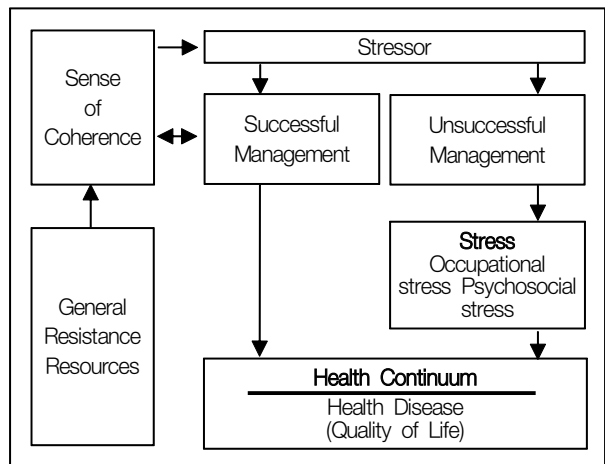 Stressor
Sense
of
Coherence
Successful
Management
Unsuccessful
Management
Stress
Occupational
stress Psychosocial
stress
General
Resistance
Resources
Health Continuum
Health Disease
(Quality of Life)